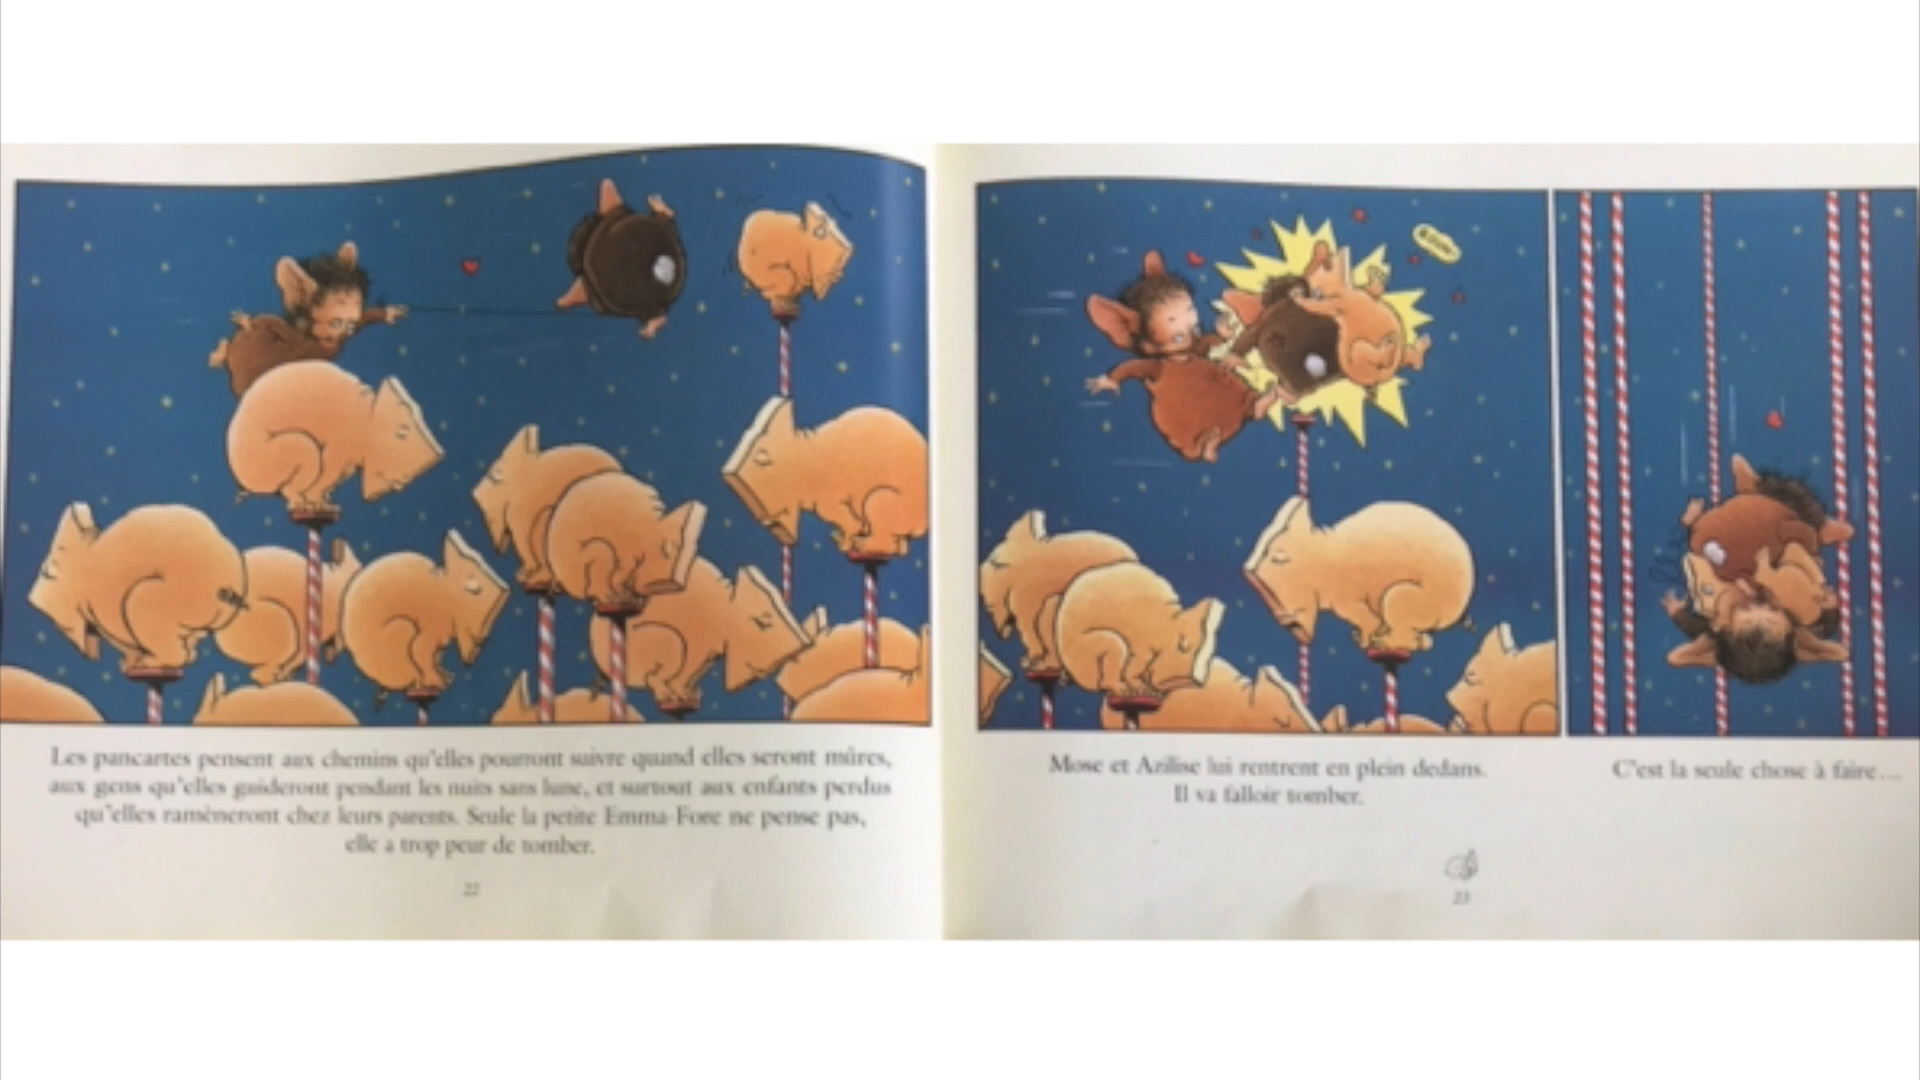 Les pancartes pensent aux chemins qu'elles pourront suivre quand elles seront mûres,
aux gens qu'elles guideront pendant les nuits sans lune, et surtout aux enfants perdus
qu'elles ramèneront chez leurs parents. Seule la petite Emma-Fore ne pense pas,
elle a trop peur de tomber.
22
Mose et Azilise lui rentrent en plein dedans.
Il va falloir tomber.
23
C'est la seule chose à faire...